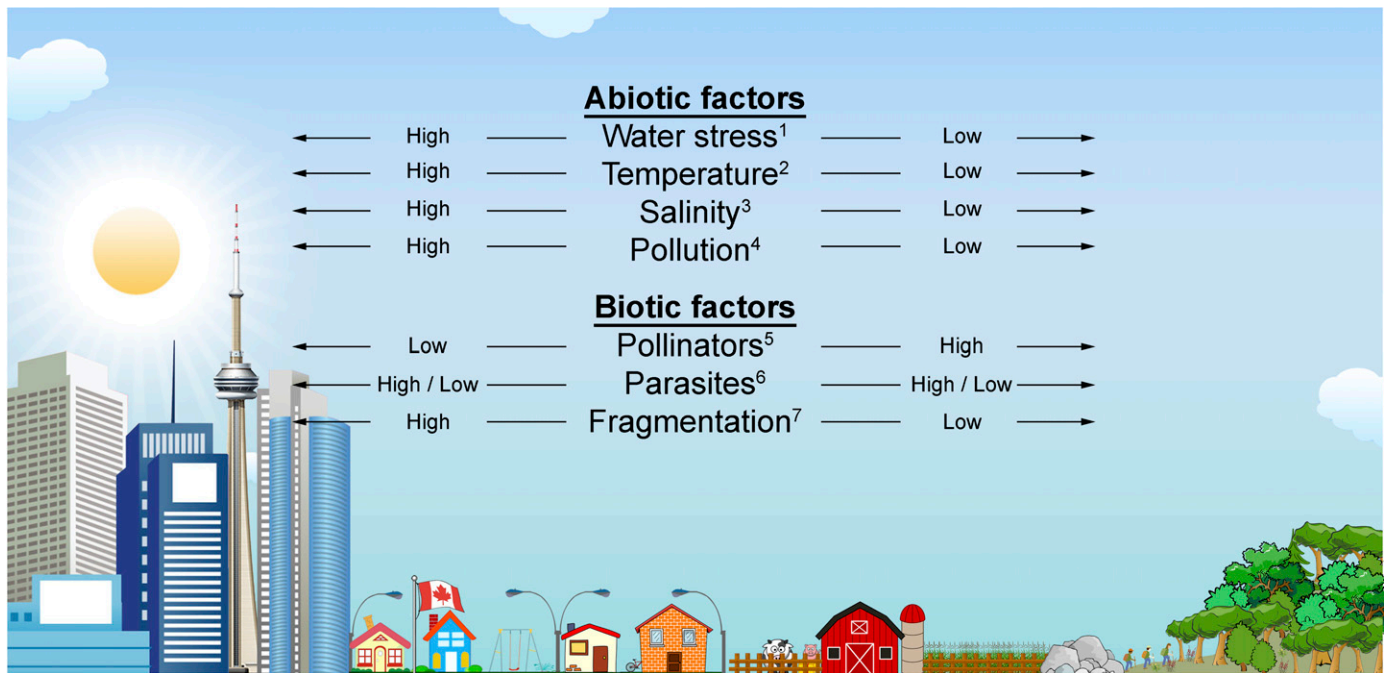 Abiotic factors
High Water stress¹ Low
High Temperature² Low
High Salinity³ Low
High Pollution⁴ Low
Biotic factors
Low Pollinators⁵ High
High / Low Parasites⁶ High / Low
High Fragmentation⁷ Low